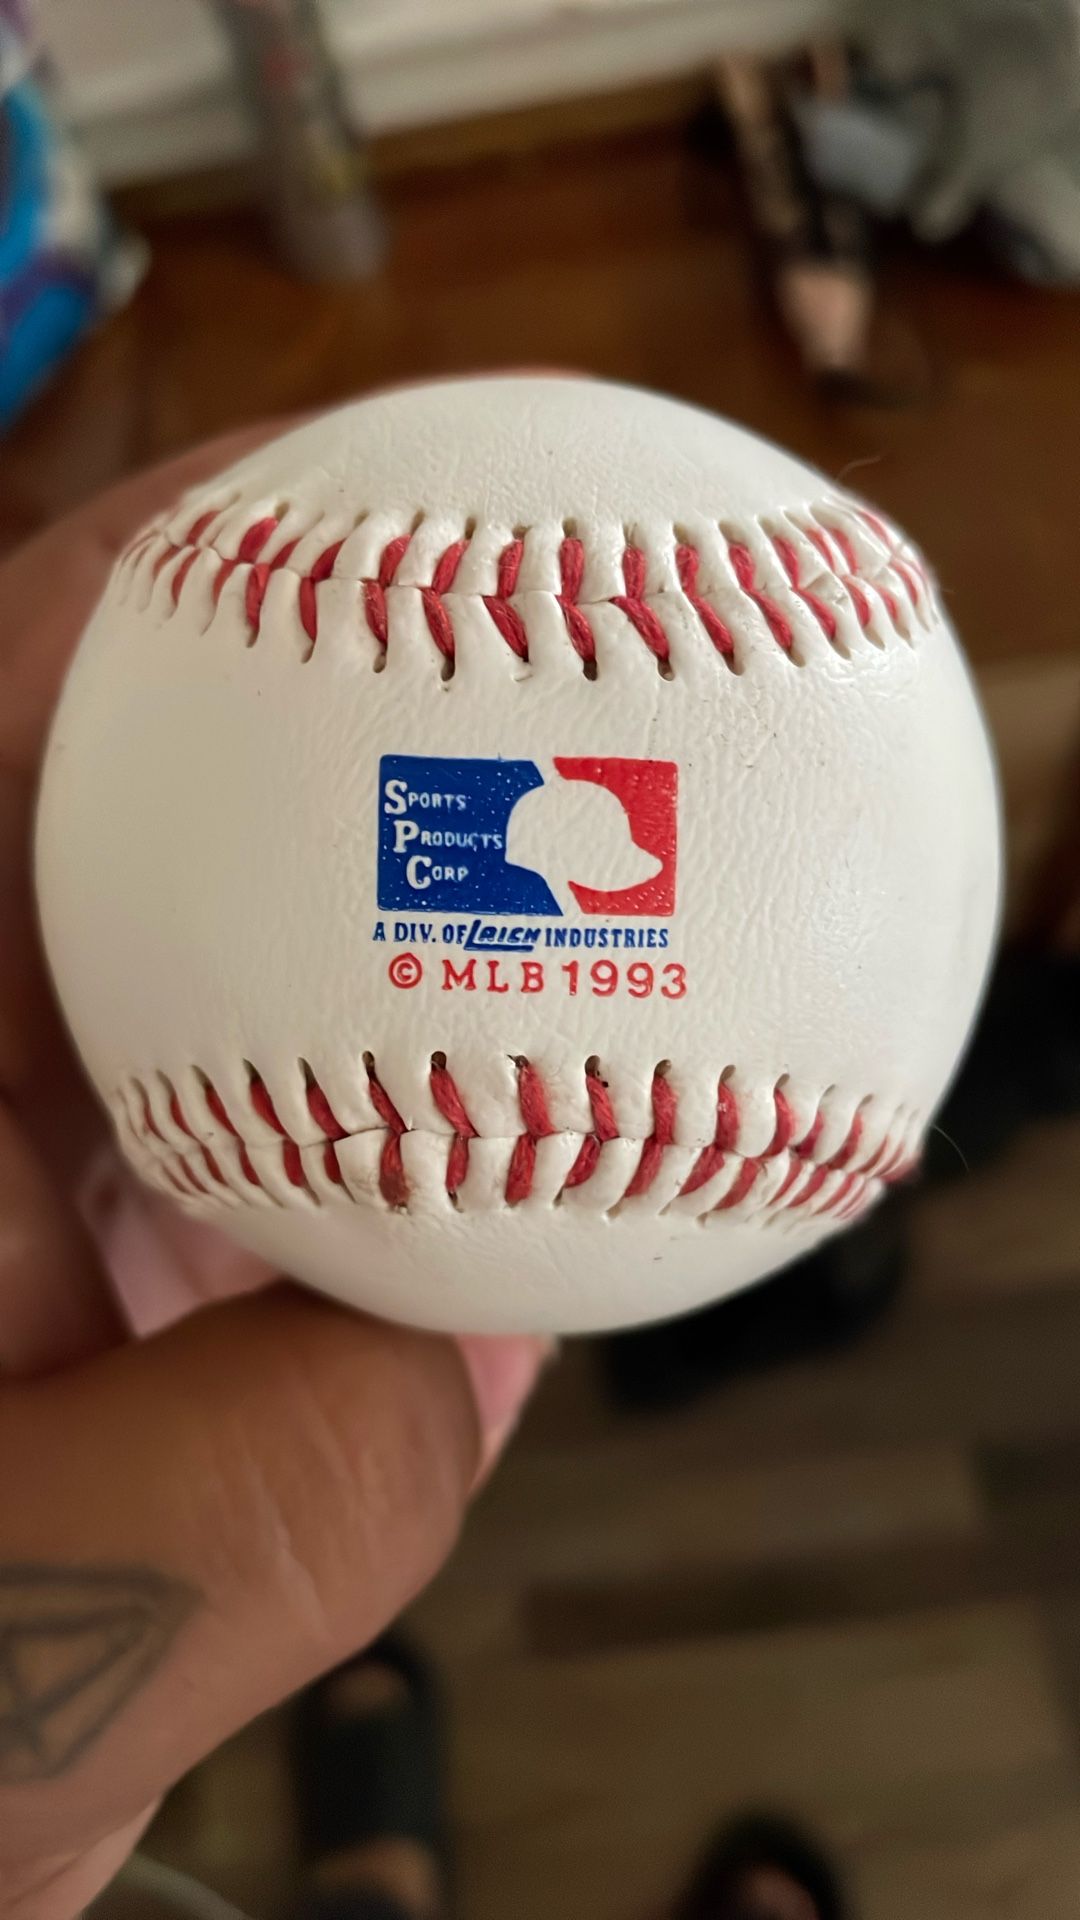 SPORTS
PRODUCTS
CORP
A DIV. OF LAICH INDUSTRIES
© MLB 1993